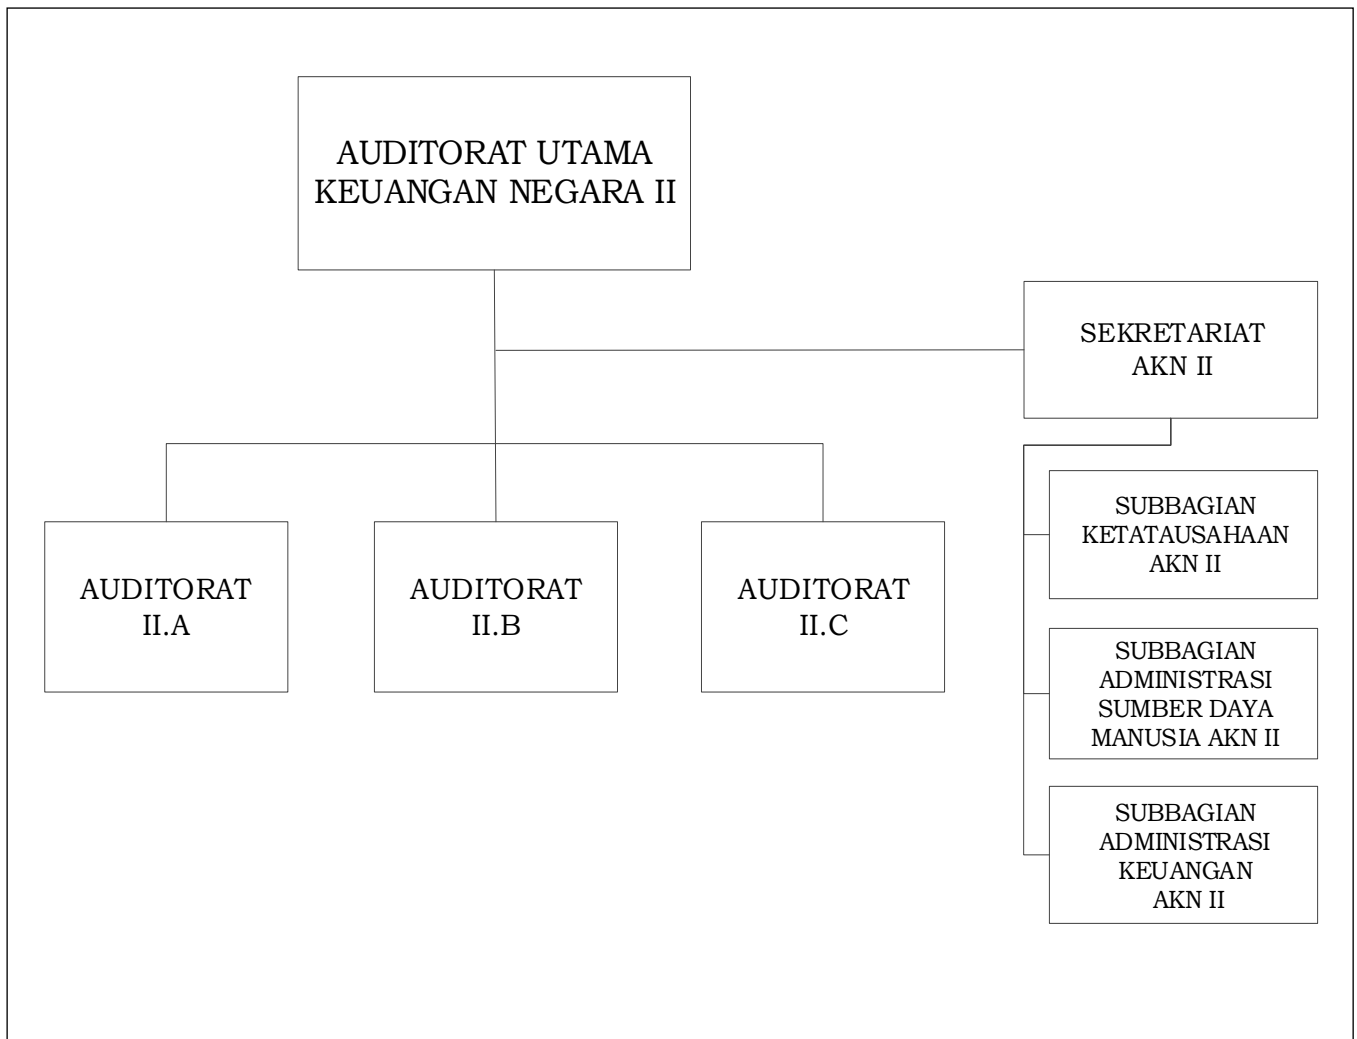 AUDITORAT UTAMA
KEUANGAN NEGARA II
SEKRETARIAT
AKN II
SUBBAGIAN
KETATAUSAHAAN
AKN II
AUDITORAT
II.A
AUDITORAT
II.B
AUDITORAT
II.C
SUBBAGIAN
ADMINISTRASI
SUMBER DAYA
MANUSIA AKN II
SUBBAGIAN
ADMINISTRASI
KEUANGAN
AKN II